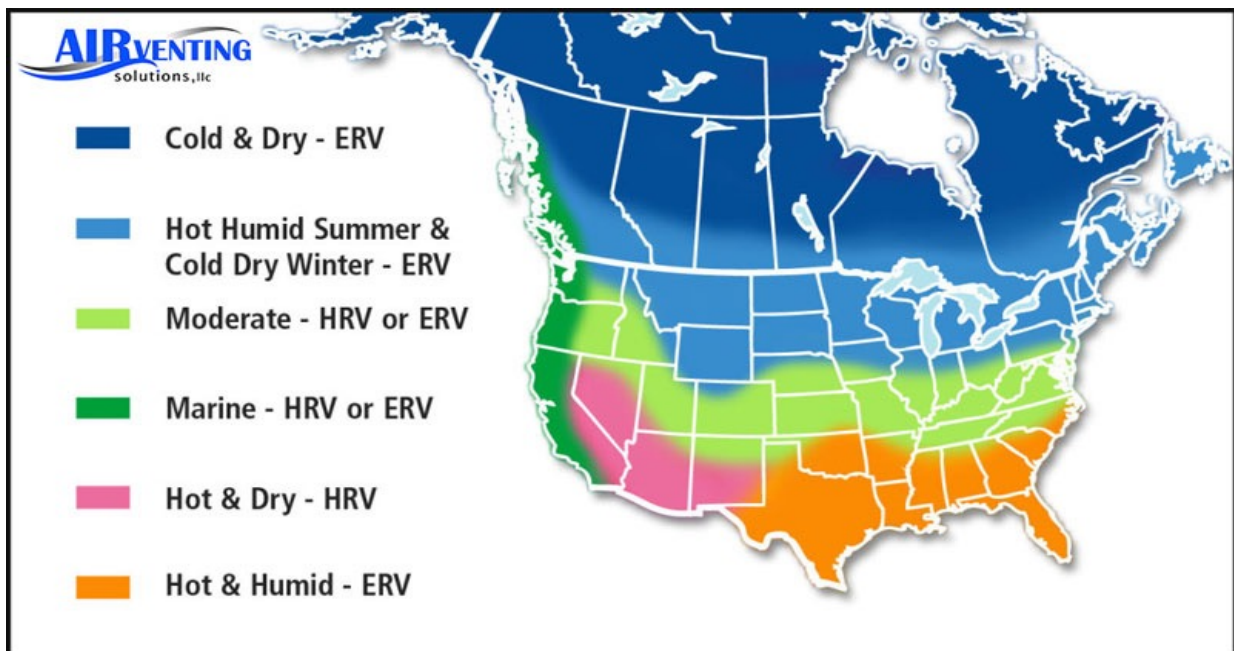 AIRVENTING
solutions,llc
Cold & Dry - ERV
Hot Humid Summer &
Cold Dry Winter - ERV
Moderate - HRV or ERV
Marine - HRV or ERV
Hot & Dry - HRV
Hot & Humid - ERV